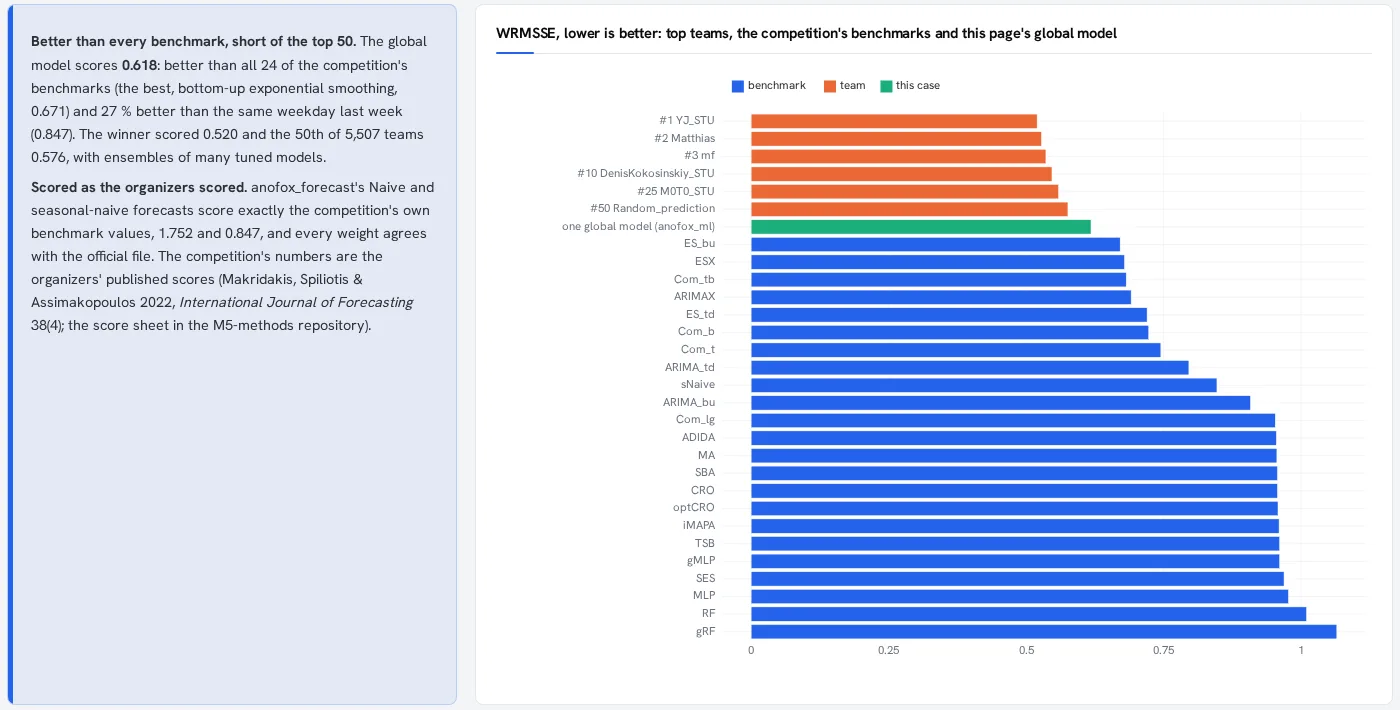 Better than every benchmark, short of the top 50. The global
model scores 0.618: better than all 24 of the competition's
benchmarks (the best, bottom-up exponential smoothing,
0.671) and 27 % better than the same weekday last week
(0.847). The winner scored 0.520 and the 50th of 5,507 teams
0.576, with ensembles of many tuned models.
Scored as the organizers scored. anofox_forecast's Naive and
seasonal-naive forecasts score exactly the competition's own
benchmark values, 1.752 and 0.847, and every weight agrees
with the official file. The competition's numbers are the
organizers' published scores (Makridakis, Spiliotis &
Assimakopoulos 2022, International Journal of Forecasting
38(4); the score sheet in the M5-methods repository).
WRMSSE, lower is better: top teams, the competition's benchmarks and this page's global model
benchmark team this case
#1 YJ_STU
#2 Matthias
#3 mf
#10 DenisKokosinskiy_STU
#25 M0T0_STU
#50 Random_prediction
one global model (anofox_ml)
ES_bu
ESX
Com_tb
ARIMAX
ES_td
Com_b
Com_t
ARIMA_td
sNaive
ARIMA_bu
Com_lg
ADIDA
MA
SBA
CRO
optCRO
iMAPA
TSB
gMLP
SES
MLP
RF
gRF
0 0.25 0.5 0.75 1